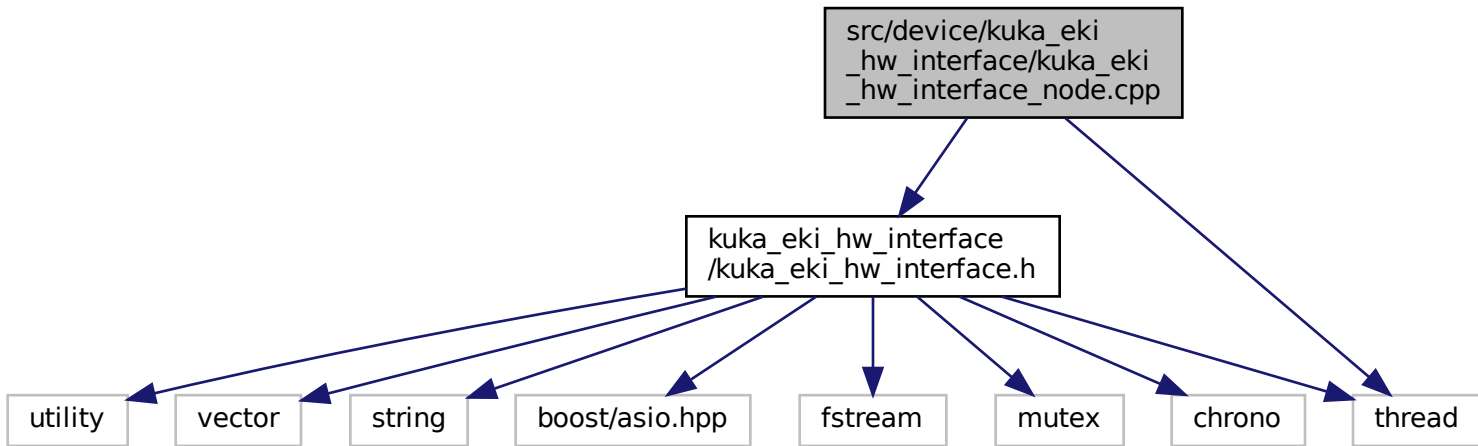 src/device/kuka_eki
_hw_interface/kuka_eki
_hw_interface_node.cpp
kuka_eki_hw_interface
/kuka_eki_hw_interface.h
utility
vector
string
boost/asio.hpp
fstream
mutex
chrono
thread